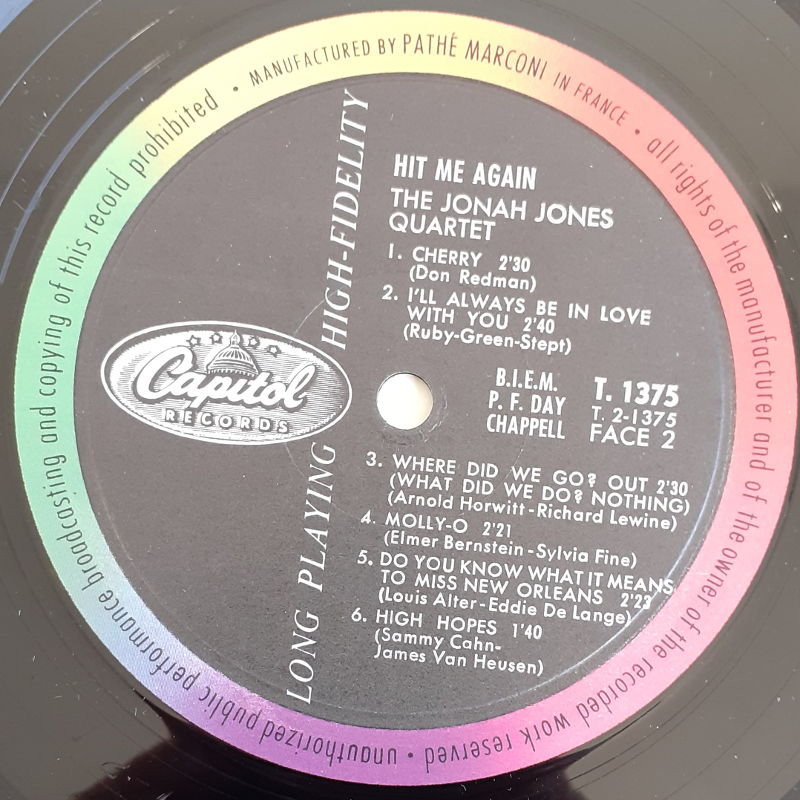 MANUFACTURED BY PATHÉ MARCONI IN FRANCE • all rights of the manufacturer and of the owner of the recorded work reserved • unauthorized public performance broadcasting and copying of this record prohibited •
LONG PLAYING HIGH-FIDELITY
Capitol
RECORDS
HIT ME AGAIN
THE JONAH JONES
QUARTET
1. CHERRY 2'30
(Don Redman)
2. I'LL ALWAYS BE IN LOVE
WITH YOU 2'40
(Ruby-Green-Stept)
B.I.E.M.
P. F. DAY
CHAPPELL
T. 1375
T. 2-1375
FACE 2
3. WHERE DID WE GO? OUT 2'30
(WHAT DID WE DO? NOTHING)
(Arnold Horwitt-Richard Lewine)
4. MOLLY-O 2'21
(Elmer Bernstein-Sylvia Fine)
5. DO YOU KNOW WHAT IT MEANS
TO MISS NEW ORLEANS 2'23
(Louis Alter-Eddie De Lange)
6. HIGH HOPES 1'40
(Sammy Cahn-
James Van Heusen)